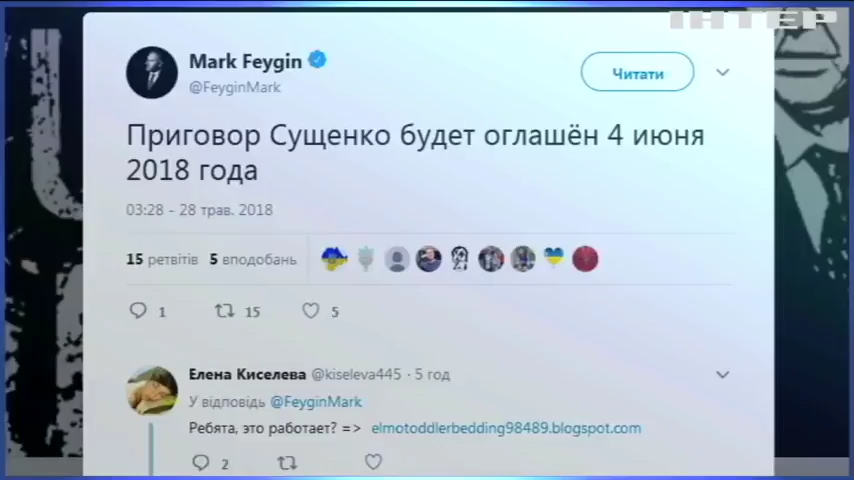 ІНТЕР
Mark Feygin
@FeyginMark
Читати
Приговор Сущенко будет оглашён 4 июня
2018 года
03:28 - 28 трав. 2018
15 ретвітів 5 вподобань
1 15 5
Елена Киселева @kiseleva445 · 5 год
У відповідь @FeyginMark
Ребята, это работает? => elmotoddlerbedding98489.blogspot.com
2